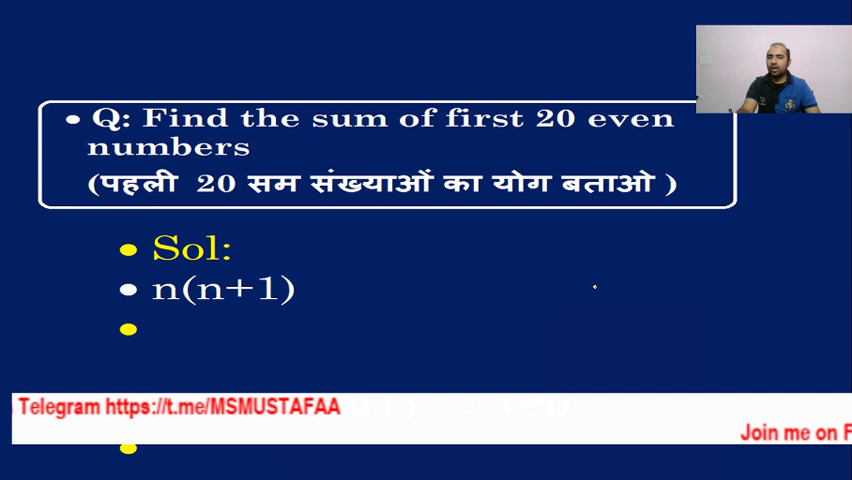 • Q: Find the sum of first 20 even
numbers
(पहली 20 सम संख्याओं का योग बताओ )
• Sol:
• n(n+1)
Telegram https://t.me/MSMUSTAFAA
Join me on F